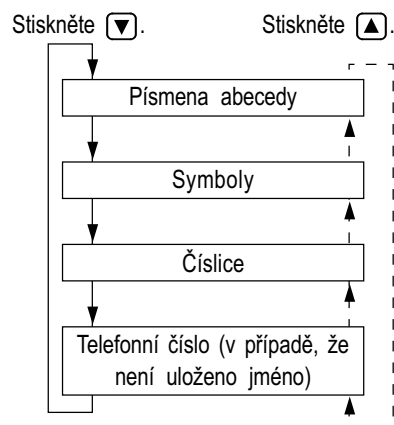 Stiskněte ▼. Stiskněte ▲.
Písmena abecedy
Symboly
Číslice
Telefonní číslo (v případě, že
není uloženo jméno)